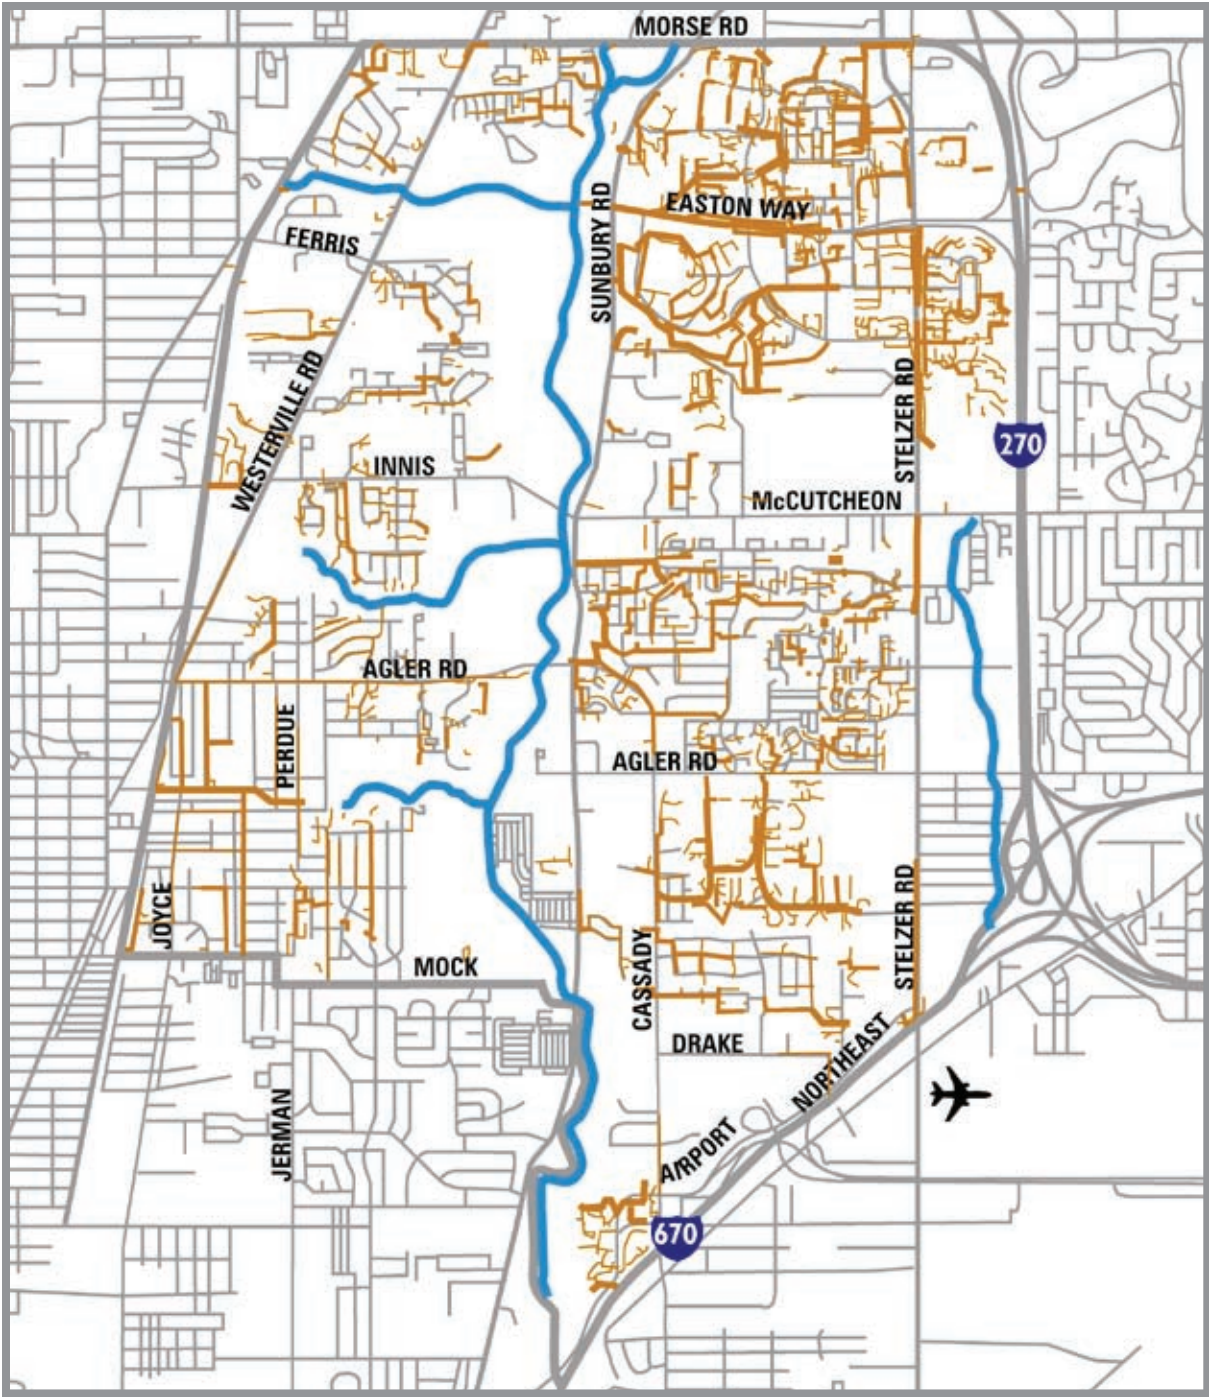 MORSE RD
EASTON WAY
SUNBURY RD
FERRIS
WESTERVILLE RD
STELZER RD
270
INNIS
McCUTCHEON
AGLER RD
PERDUE
AGLER RD
JOYCE
STELZER RD
CASSADY
MOCK
DRAKE
NORTHEAST
JERMAN
AIRPORT
670